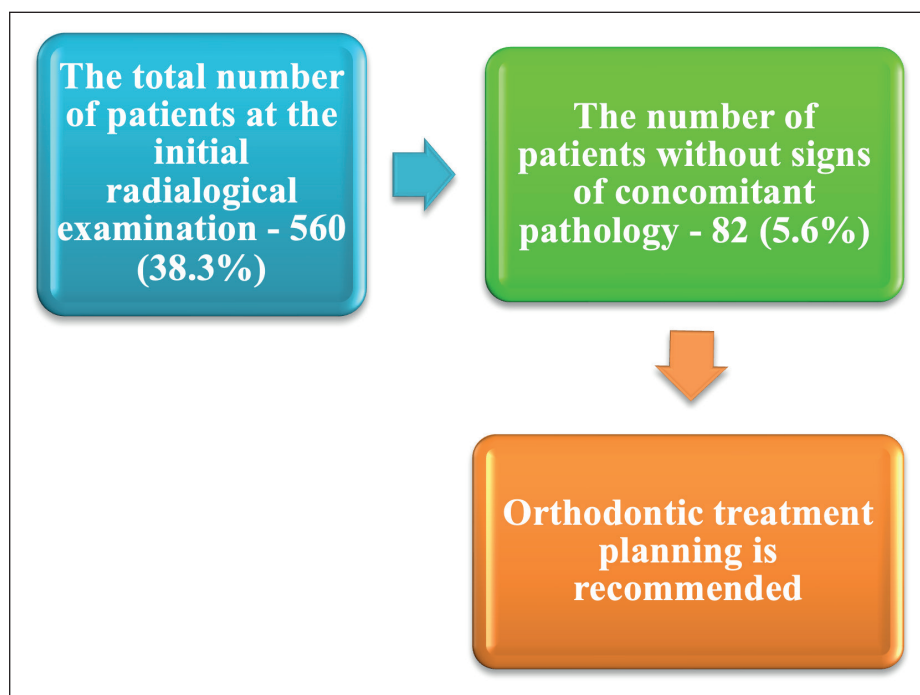 The total number
of patients at the
initial
radialogical
examination - 560
(38.3%)
The number of
patients without signs
of concomitant
pathology - 82 (5.6%)
Orthodontic treatment
planning is
recommended